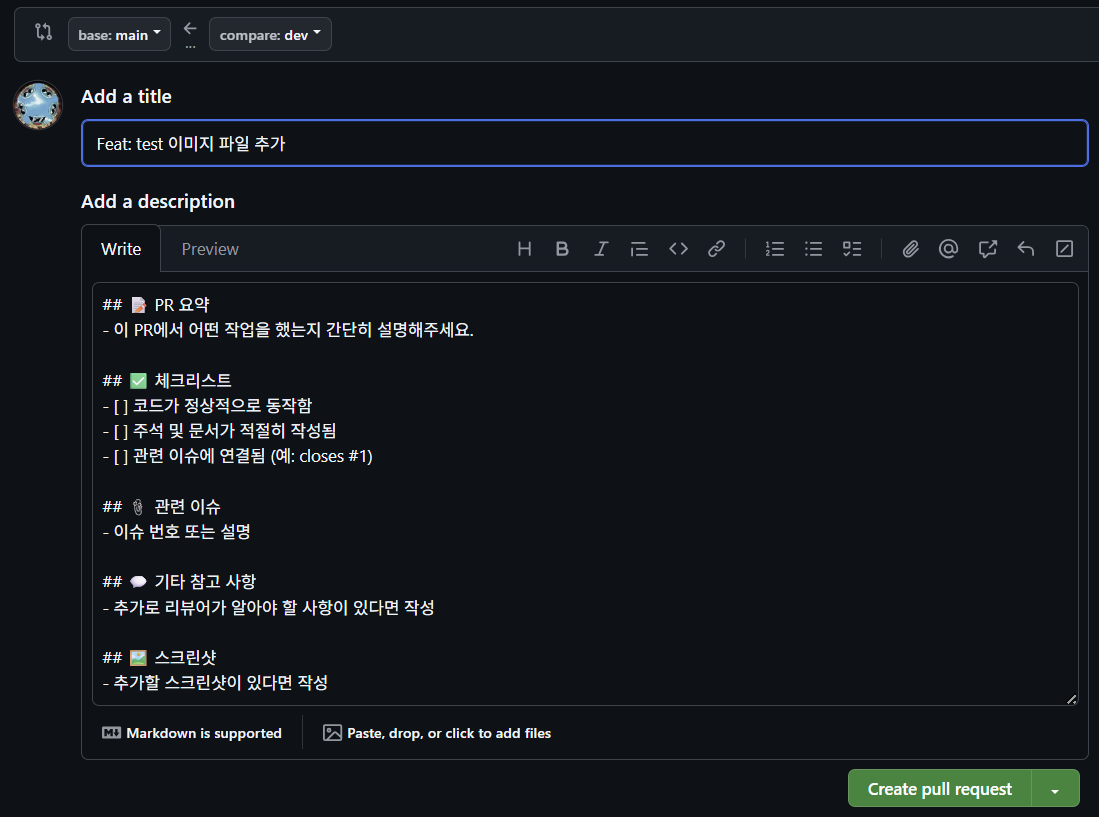 base: main ← compare: dev
...
Add a title
Feat: test 이미지 파일 추가
Add a description
Write Preview
## 📝 PR 요약
- 이 PR에서 어떤 작업을 했는지 간단히 설명해주세요.
## ✅ 체크리스트
- [ ] 코드가 정상적으로 동작함
- [ ] 주석 및 문서가 적절히 작성됨
- [ ] 관련 이슈에 연결됨 (예: closes #1)
## 📎 관련 이슈
- 이슈 번호 또는 설명
## 💬 기타 참고 사항
- 추가로 리뷰어가 알아야 할 사항이 있다면 작성
## 🖼️ 스크린샷
- 추가할 스크린샷이 있다면 작성
Markdown is supported
Paste, drop, or click to add files
Create pull request